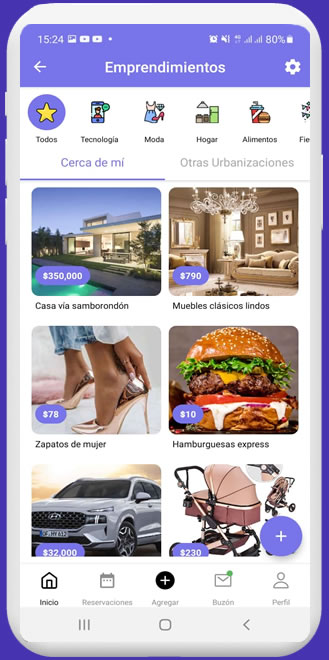 15:24 80%
Emprendimientos
Todos Tecnología Moda Hogar Alimentos Fie
Cerca de mí Otras Urbanizaciones
$350,000 $790
Casa vía samborondón Muebles clásicos lindos
$78 $10
Zapatos de mujer Hamburguesas express
$32,000 $230
Inicio Reservaciones Agregar Buzón Perfil